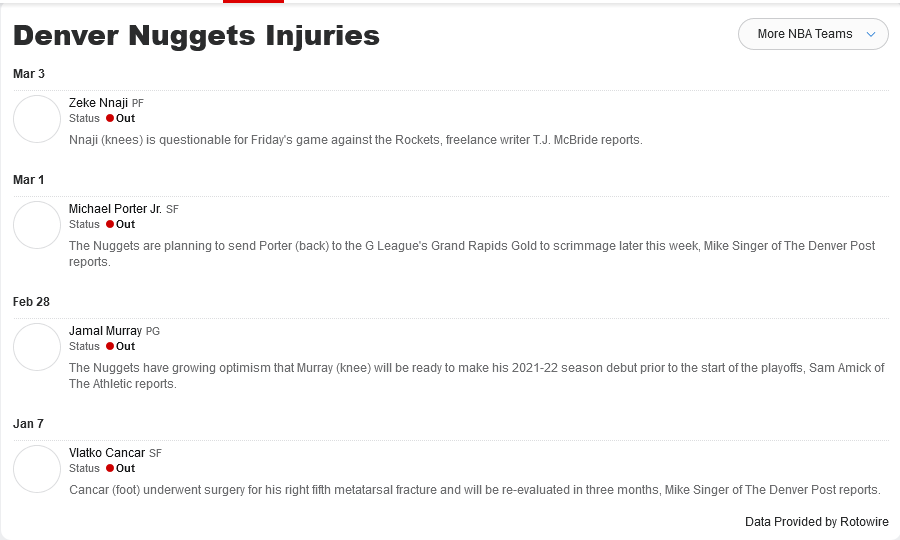 Denver Nuggets Injuries
More NBA Teams
Mar 3
Zeke Nnaji PF
Status Out
Nnaji (knees) is questionable for Friday's game against the Rockets, freelance writer T.J. McBride reports.
Mar 1
Michael Porter Jr. SF
Status Out
The Nuggets are planning to send Porter (back) to the G League's Grand Rapids Gold to scrimmage later this week, Mike Singer of The Denver Post
reports.
Feb 28
Jamal Murray PG
Status Out
The Nuggets have growing optimism that Murray (knee) will be ready to make his 2021-22 season debut prior to the start of the playoffs, Sam Amick of
The Athletic reports.
Jan 7
Vlatko Cancar SF
Status Out
Cancar (foot) underwent surgery for his right fifth metatarsal fracture and will be re-evaluated in three months, Mike Singer of The Denver Post reports.
Data Provided by Rotowire